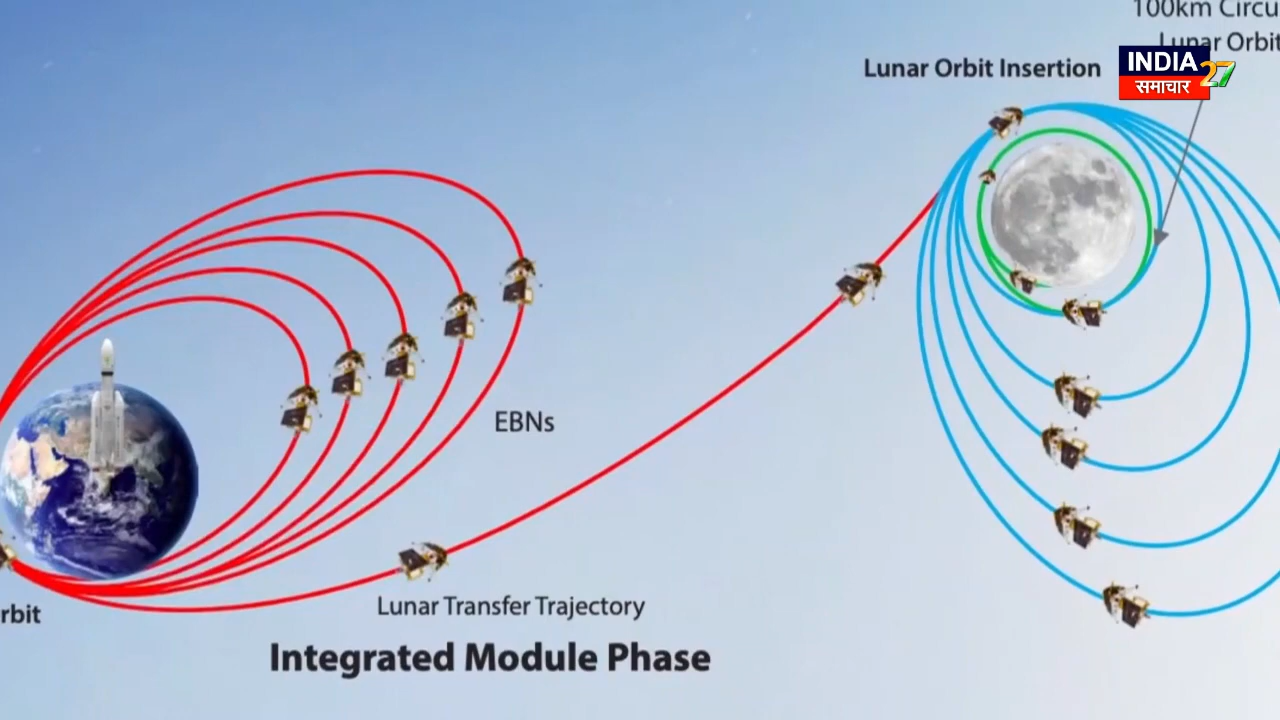 100km Circu
Lunar Orbit
Lunar Orbit Insertion
INDIA
समाचार
27
EBNs
rbit
Lunar Transfer Trajectory
Integrated Module Phase